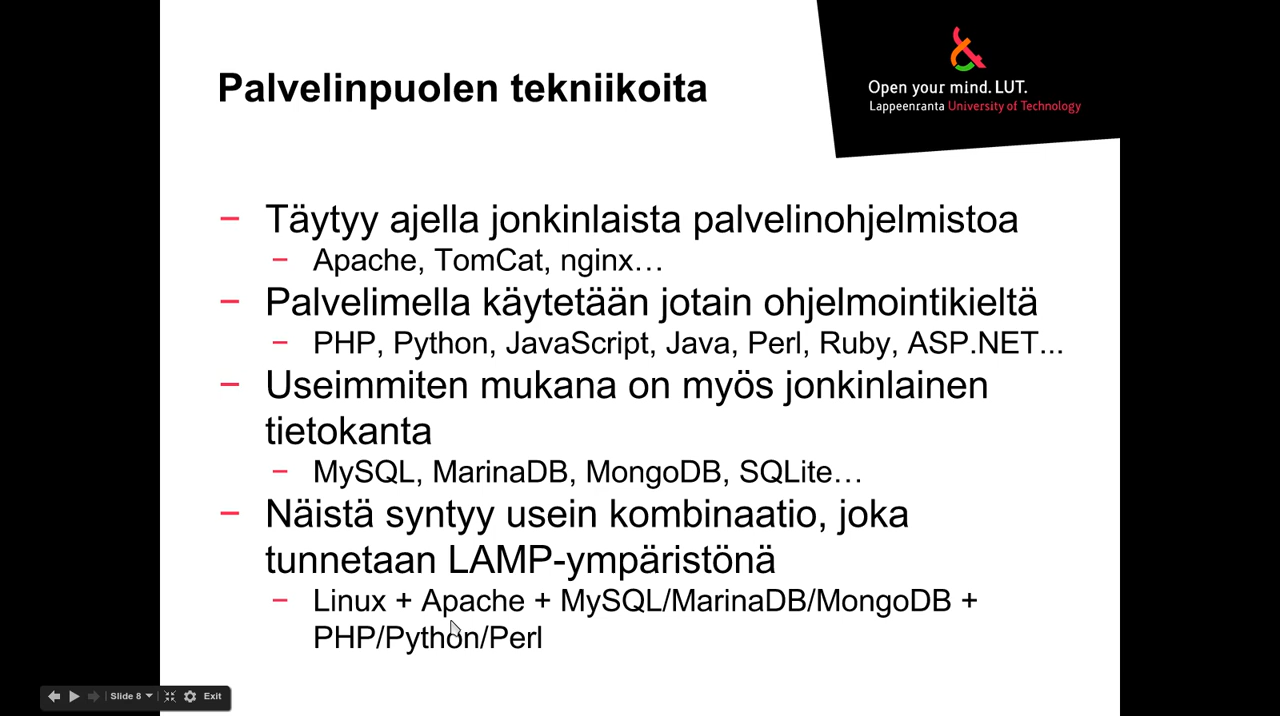 Palvelinpuolen tekniikoita
Open your mind. LUT.
Lappeenranta University of Technology
– Täytyy ajella jonkinlaista palvelinohjelmistoa
– Apache, TomCat, nginx…
– Palvelimella käytetään jotain ohjelmointikieltä
– PHP, Python, JavaScript, Java, Perl, Ruby, ASP.NET...
– Useimmiten mukana on myös jonkinlainen
tietokanta
– MySQL, MarinaDB, MongoDB, SQLite…
– Näistä syntyy usein kombinaatio, joka
tunnetaan LAMP-ympäristönä
– Linux + Apache + MySQL/MarinaDB/MongoDB +
PHP/Python/Perl
Slide 8 Exit